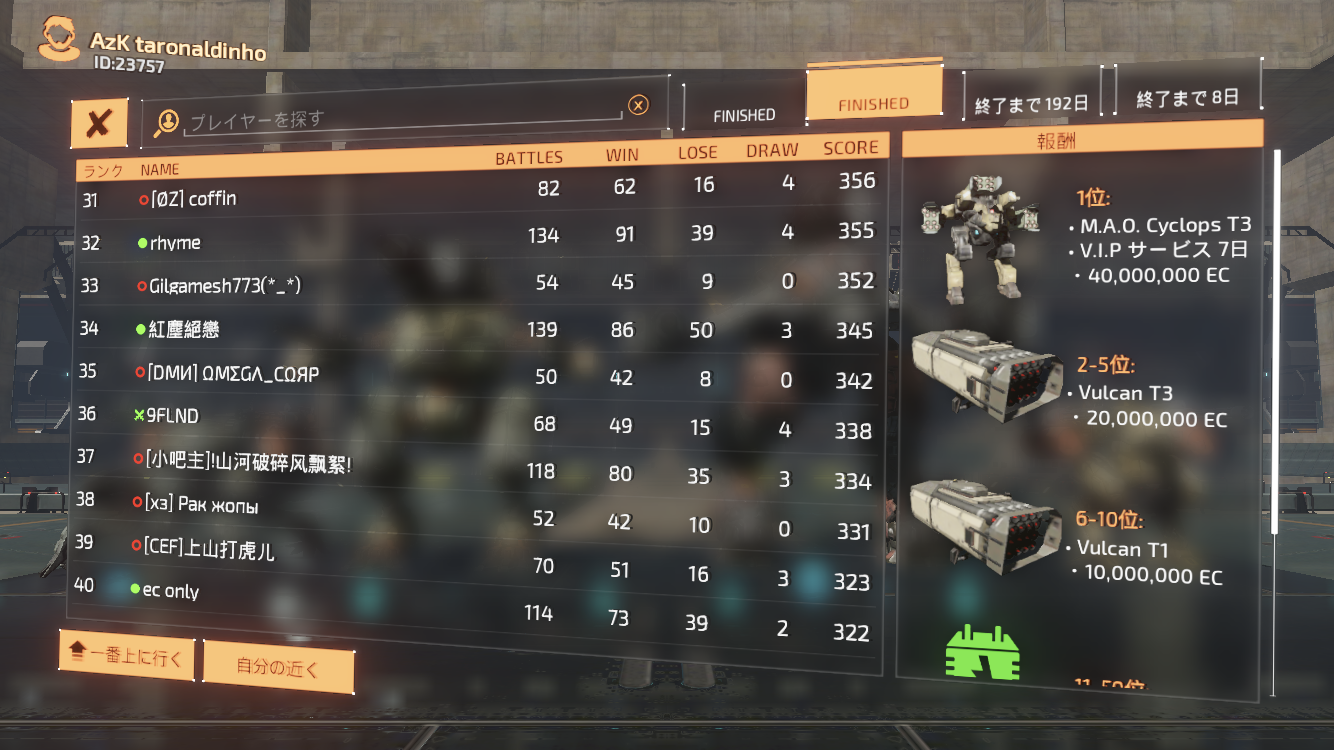 AzK taronaldinho
ID:23757
プレイヤーを探す
FINISHED
FINISHED
終了まで 192日
終了まで 8日
ランク NAME BATTLES WIN LOSE DRAW SCORE
31 [ØZ] coffin 82 62 16 4 356
32 rhyme 134 91 39 4 355
33 Gilgamesh773(*_*) 54 45 9 0 352
34 紅塵絕戀 139 86 50 3 345
35 [DMИ] ΩMΣGΛ_CΩЯP 50 42 8 0 342
36 9FLND 68 49 15 4 338
37 [小吧主]!山河破碎风飘絮! 118 80 35 3 334
38 [хз] Рак жопы 52 42 10 0 331
39 [CEF]上山打虎儿 70 51 16 3 323
40 ec only 114 73 39 2 322
一番上に行く
自分の近く
報酬
1位:
• M.A.O. Cyclops T3
• V.I.P サービス 7日
• 40,000,000 EC
2-5位:
• Vulcan T3
• 20,000,000 EC
6-10位:
• Vulcan T1
• 10,000,000 EC
11-50位: